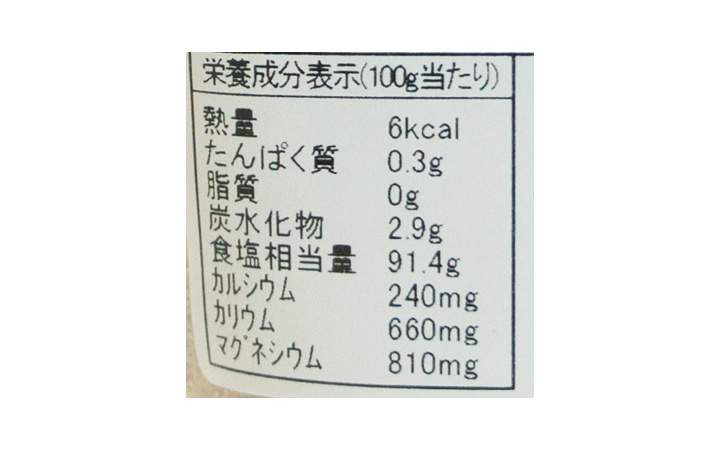 栄養成分表示(100g当たり)
熱量 6kcal
たんぱく質 0.3g
脂質 0g
炭水化物 2.9g
食塩相当量 91.4g
カルシウム 240mg
カリウム 660mg
マグネシウム 810mg